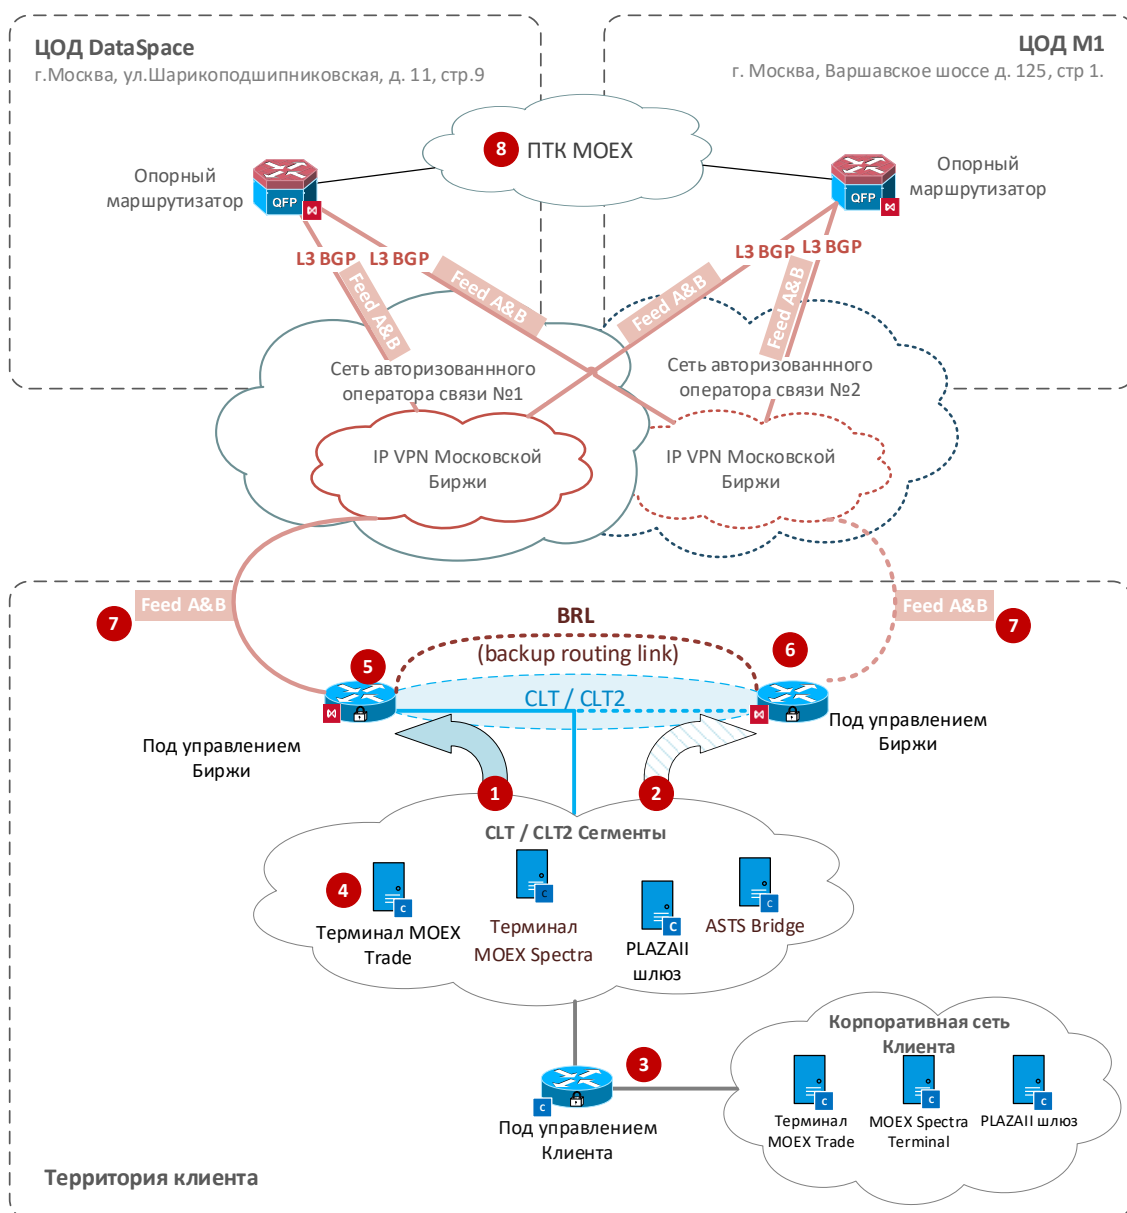 ЦОД DataSpace
г.Москва, ул.Шарикоподшипниковская, д. 11, стр.9
ЦОД М1
г. Москва, Варшавское шоссе д. 125, стр 1.
8
ПТК MOEX
Опорный
маршрутизатор
QFP
Опорный
маршрутизатор
QFP
L3 BGP
L3 BGP
L3 BGP
L3 BGP
Feed A&B
Feed A&B
Feed A&B
Feed A&B
Сеть авторизованнтого
оператора связи №1
Сеть авторизованнтого
оператора связи №2
IP VPN Московской
Биржи
IP VPN Московской
Биржи
7
Feed A&B
Feed A&B
7
BRL
(backup routing link)
5
6
CLT / CLT2
Под управлением
Биржи
Под управлением
Биржи
1
2
CLT / CLT2 Сегменты
4
C
C
C
C
Терминал MOEX
Trade
Терминал
MOEX Spectra
PLAZAII
шлюз
ASTS Bridge
Корпоративная сеть
Клиента
3
C
Под управлением
Клиента
C
C
C
Терминал
MOEX Trade
MOEX Spectra
Terminal
PLAZAII шлюз
Территория клиента